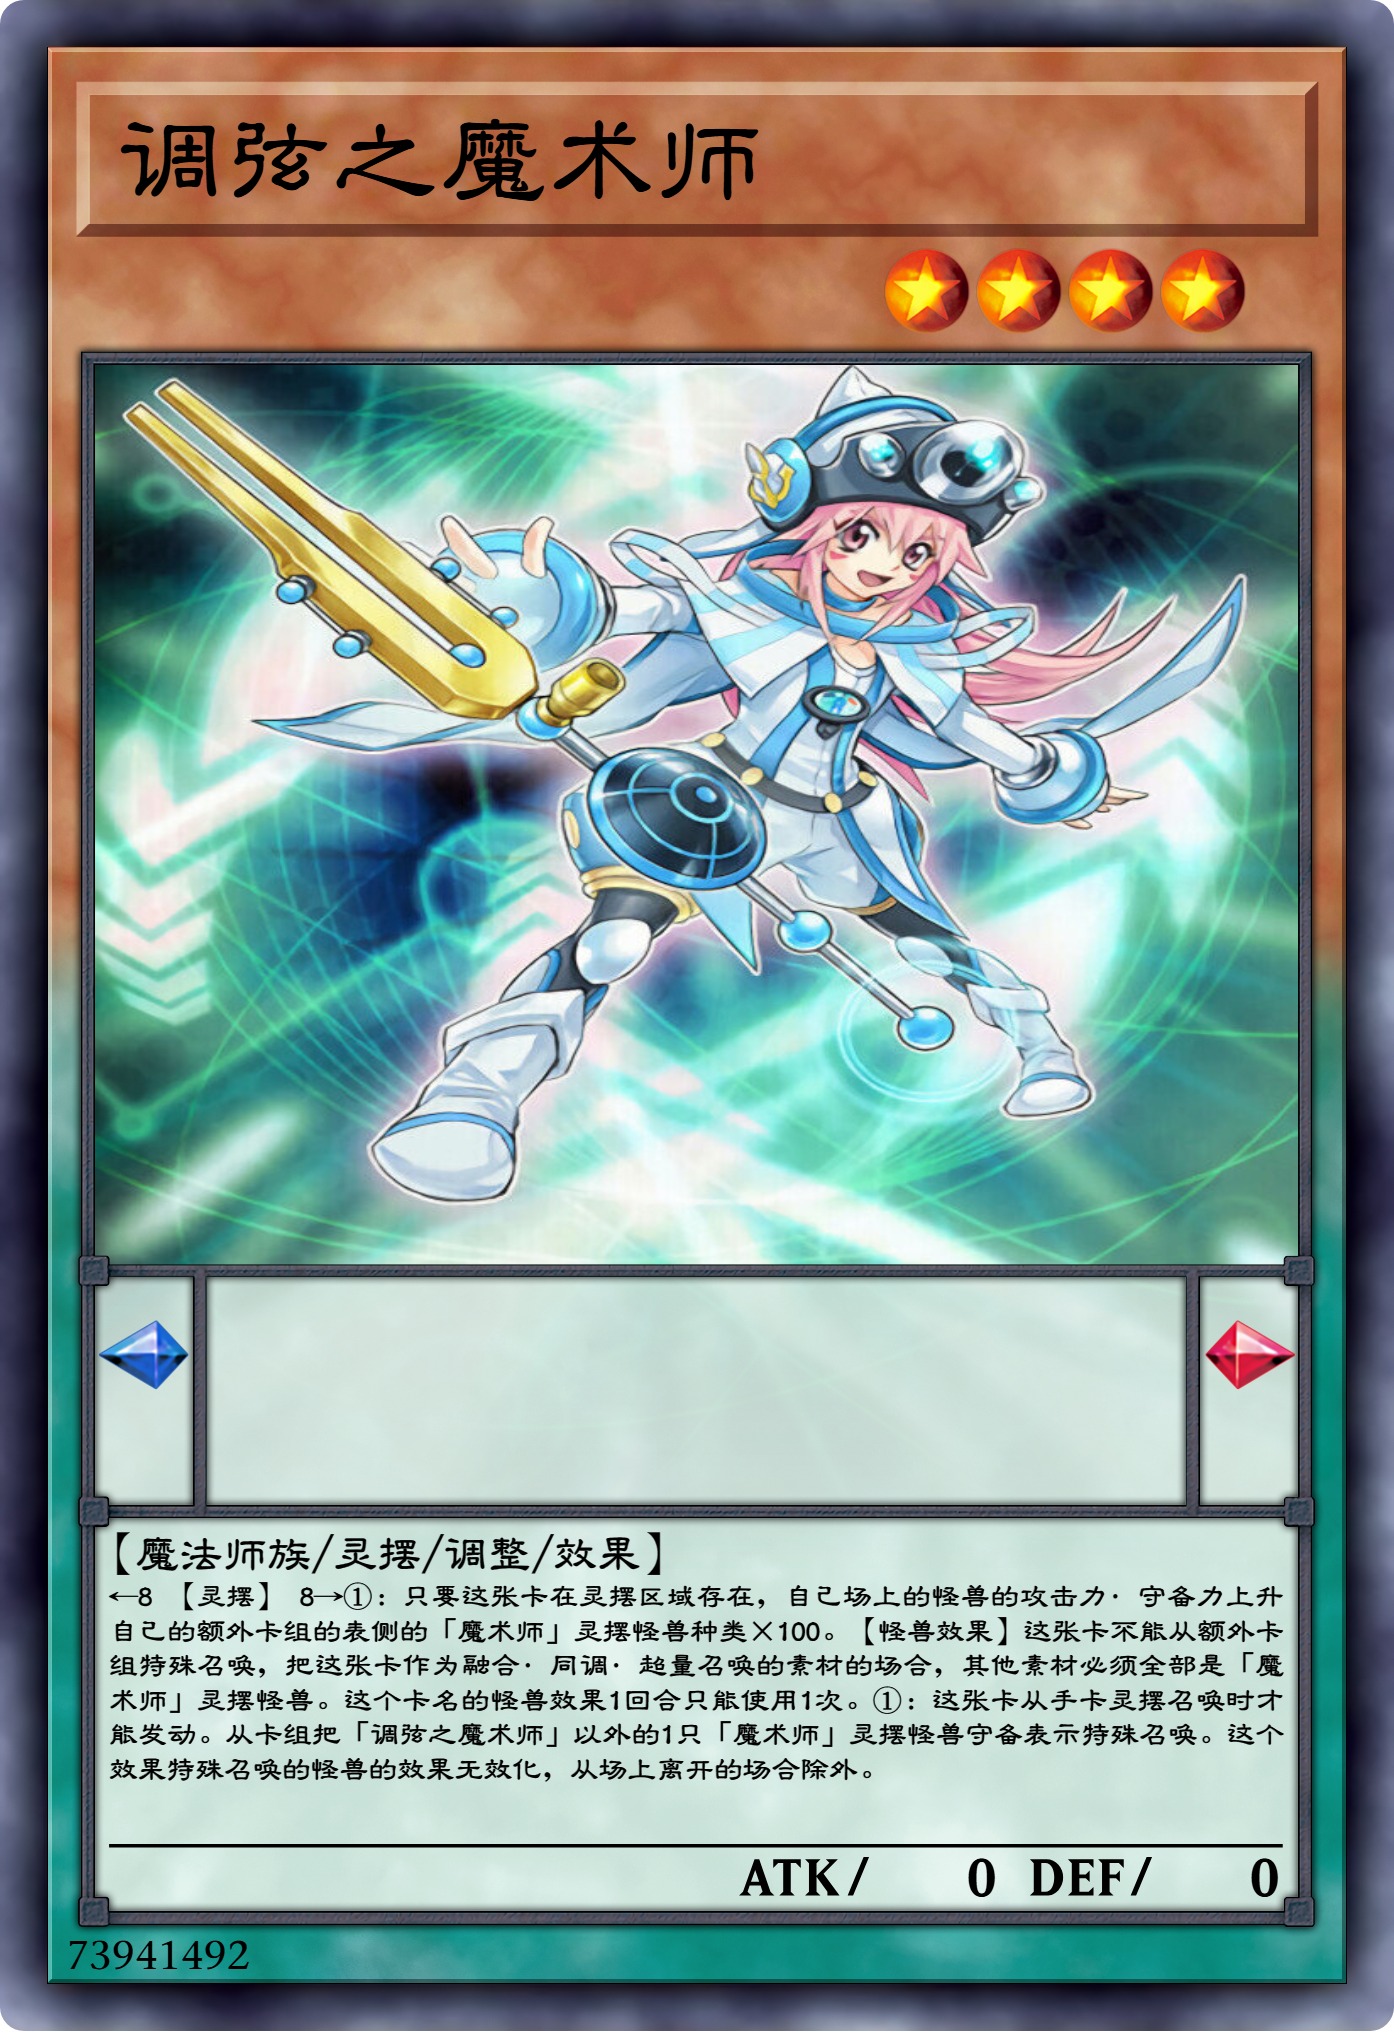 调弦之魔术师
【魔法师族/灵摆/调整/效果】
←8 【灵摆】 8→①：只要这张卡在灵摆区域存在，自己场上的怪兽的攻击力·守备力上升
自己的额外卡组的表侧的「魔术师」灵摆怪兽种类×100。【怪兽效果】这张卡不能从额外卡
组特殊召唤，把这张卡作为融合·同调·超量召唤的素材的场合，其他素材必须全部是「魔
术师」灵摆怪兽。这个卡名的怪兽效果1回合只能使用1次。①：这张卡从手卡灵摆召唤时才
能发动。从卡组把「调弦之魔术师」以外的1只「魔术师」灵摆怪兽守备表示特殊召唤。这个
效果特殊召唤的怪兽的效果无效化，从场上离开的场合除外。
ATK/ 0 DEF/ 0
73941492